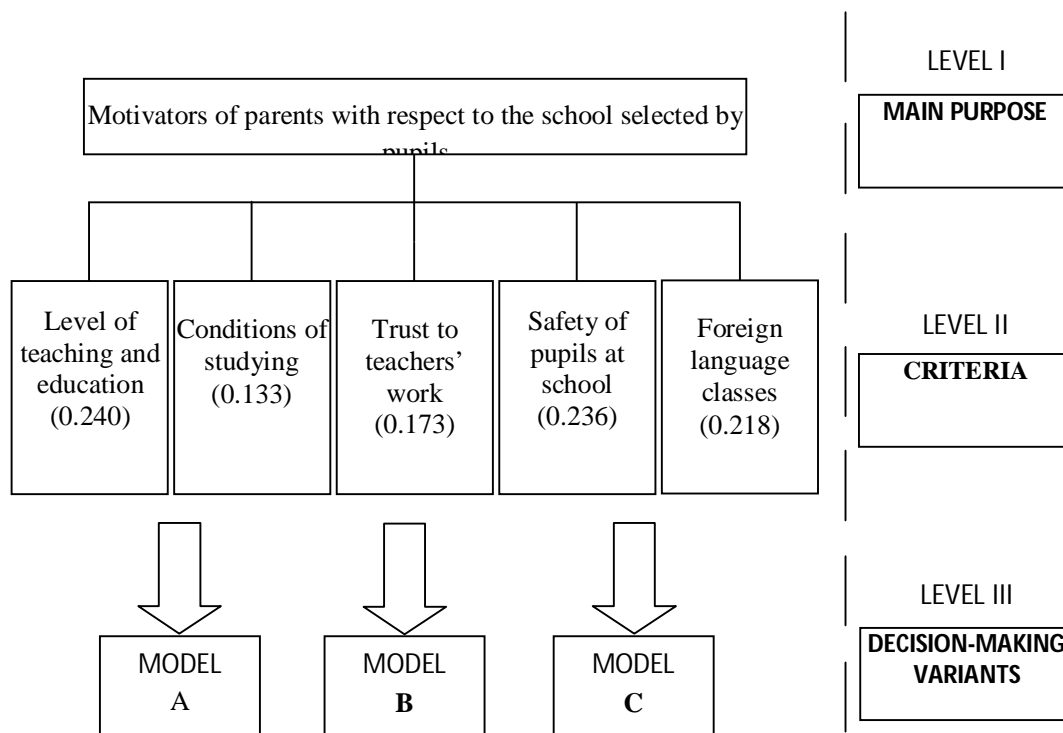 LEVEL I
MAIN PURPOSE
Motivators of parents with respect to the school selected by
pupils
Level of
teaching and
education
(0.240)
Conditions of
studying
(0.133)
Trust to
teachers’
work
(0.173)
Safety of
pupils at
school
(0.236)
Foreign
language
classes
(0.218)
LEVEL II
CRITERIA
LEVEL III
DECISION-MAKING
VARIANTS
MODEL
A
MODEL
B
MODEL
C